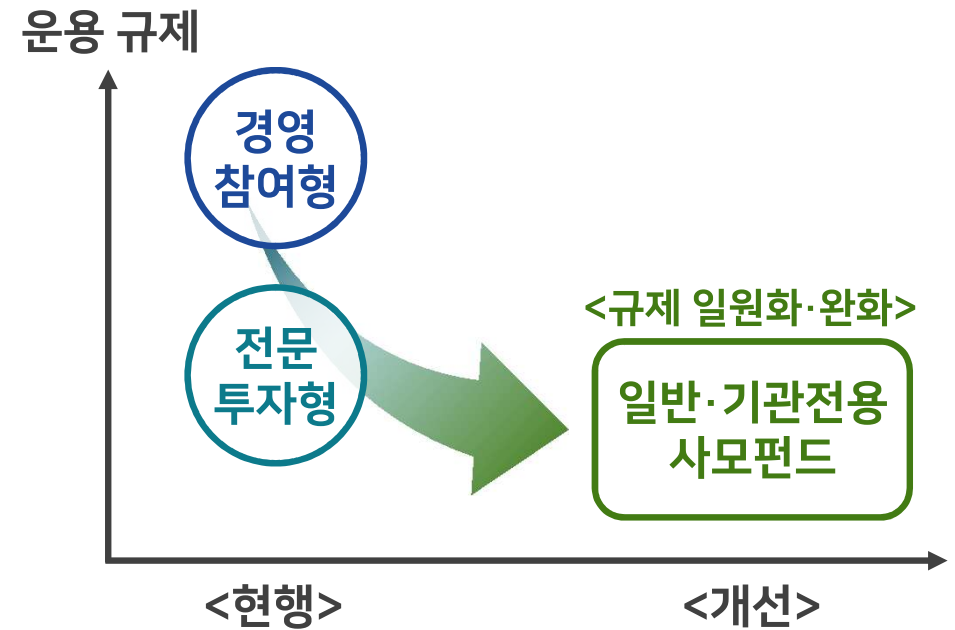 운용 규제
경영
참여형
전문
투자형
<규제 일원화·완화>
일반·기관전용
사모펀드
<현행>
<개선>